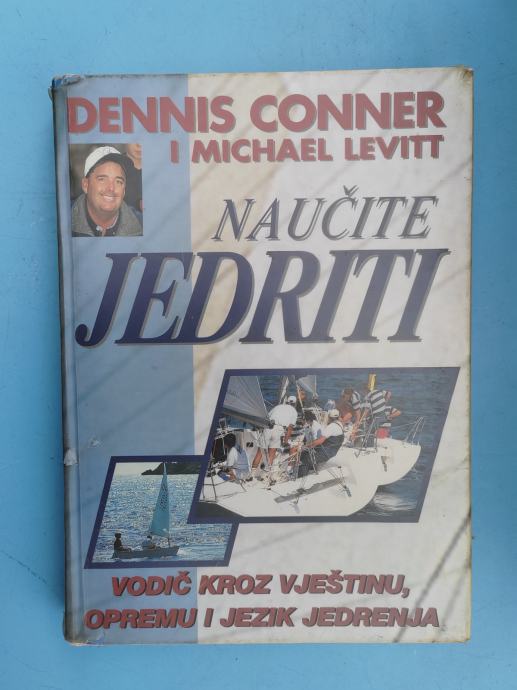 DENNIS CONNER
I MICHAEL LEVITT
NAUČITE
JEDRITI
VODIČ KROZ VJEŠTINU,
OPREMU I JEZIK JEDRENJA